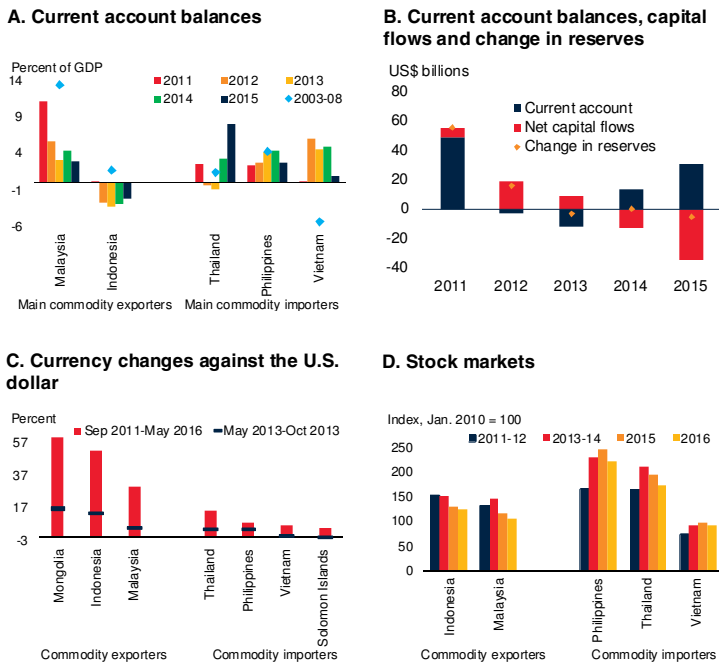 A. Current account balances
Percent of GDP
2011 2012 2013
2014 2015 2003-08
14
9
4
-1
-6
Malaysia
Indonesia
Thailand
Philippines
Vietnam
Main commodity exporters Main commodity importers
B. Current account balances, capital
flows and change in reserves
US$ billions
Current account
Net capital flows
Change in reserves
80
60
40
20
0
-20
-40
2011 2012 2013 2014 2015
C. Currency changes against the U.S.
dollar
Percent
Sep 2011-May 2016 May 2013-Oct 2013
57
37
17
-3
Mongolia
Indonesia
Malaysia
Thailand
Philippines
Vietnam
Solomon Islands
Commodity exporters Commodity importers
D. Stock markets
Index, Jan. 2010 = 100
2011-12 2013-14 2015 2016
250
200
150
100
50
0
Indonesia
Malaysia
Philippines
Thailand
Vietnam
Commodity exporters Commodity importers